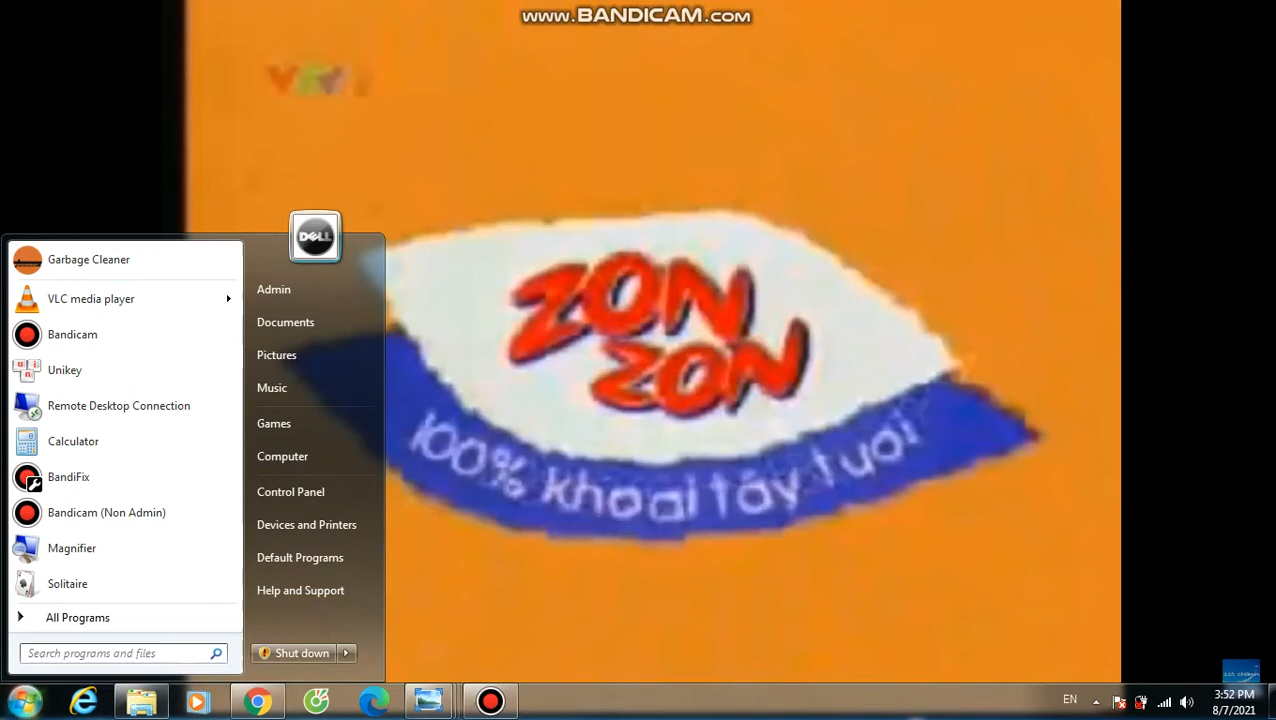 WWW.BANDICAM.COM
VTV
ZON
ZON
100% khoai tây tươi
DELL
Garbage Cleaner
VLC media player
Bandicam
Unikey
Remote Desktop Connection
Calculator
BandiFix
Bandicam (Non Admin)
Magnifier
Solitaire
All Programs
Search programs and files
Admin
Documents
Pictures
Music
Games
Computer
Control Panel
Devices and Printers
Default Programs
Help and Support
Shut down
EN
3:52 PM
8/7/2021